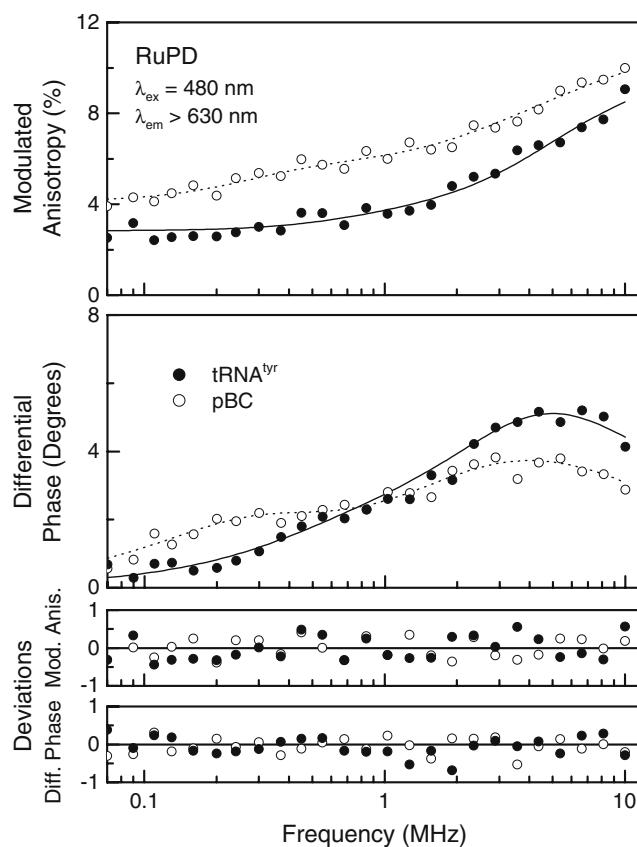 12
8
4
0
Modulated
Anisotropy (%)
RuPD
λex = 480 nm
λem > 630 nm
8
4
0
Differential
Phase (Degrees)
tRNAtyr
pBC
1
0
-1
Mod. Anis.
1
0
-1
Diff. Phase
Deviations
0.1
1
10
Frequency (MHz)